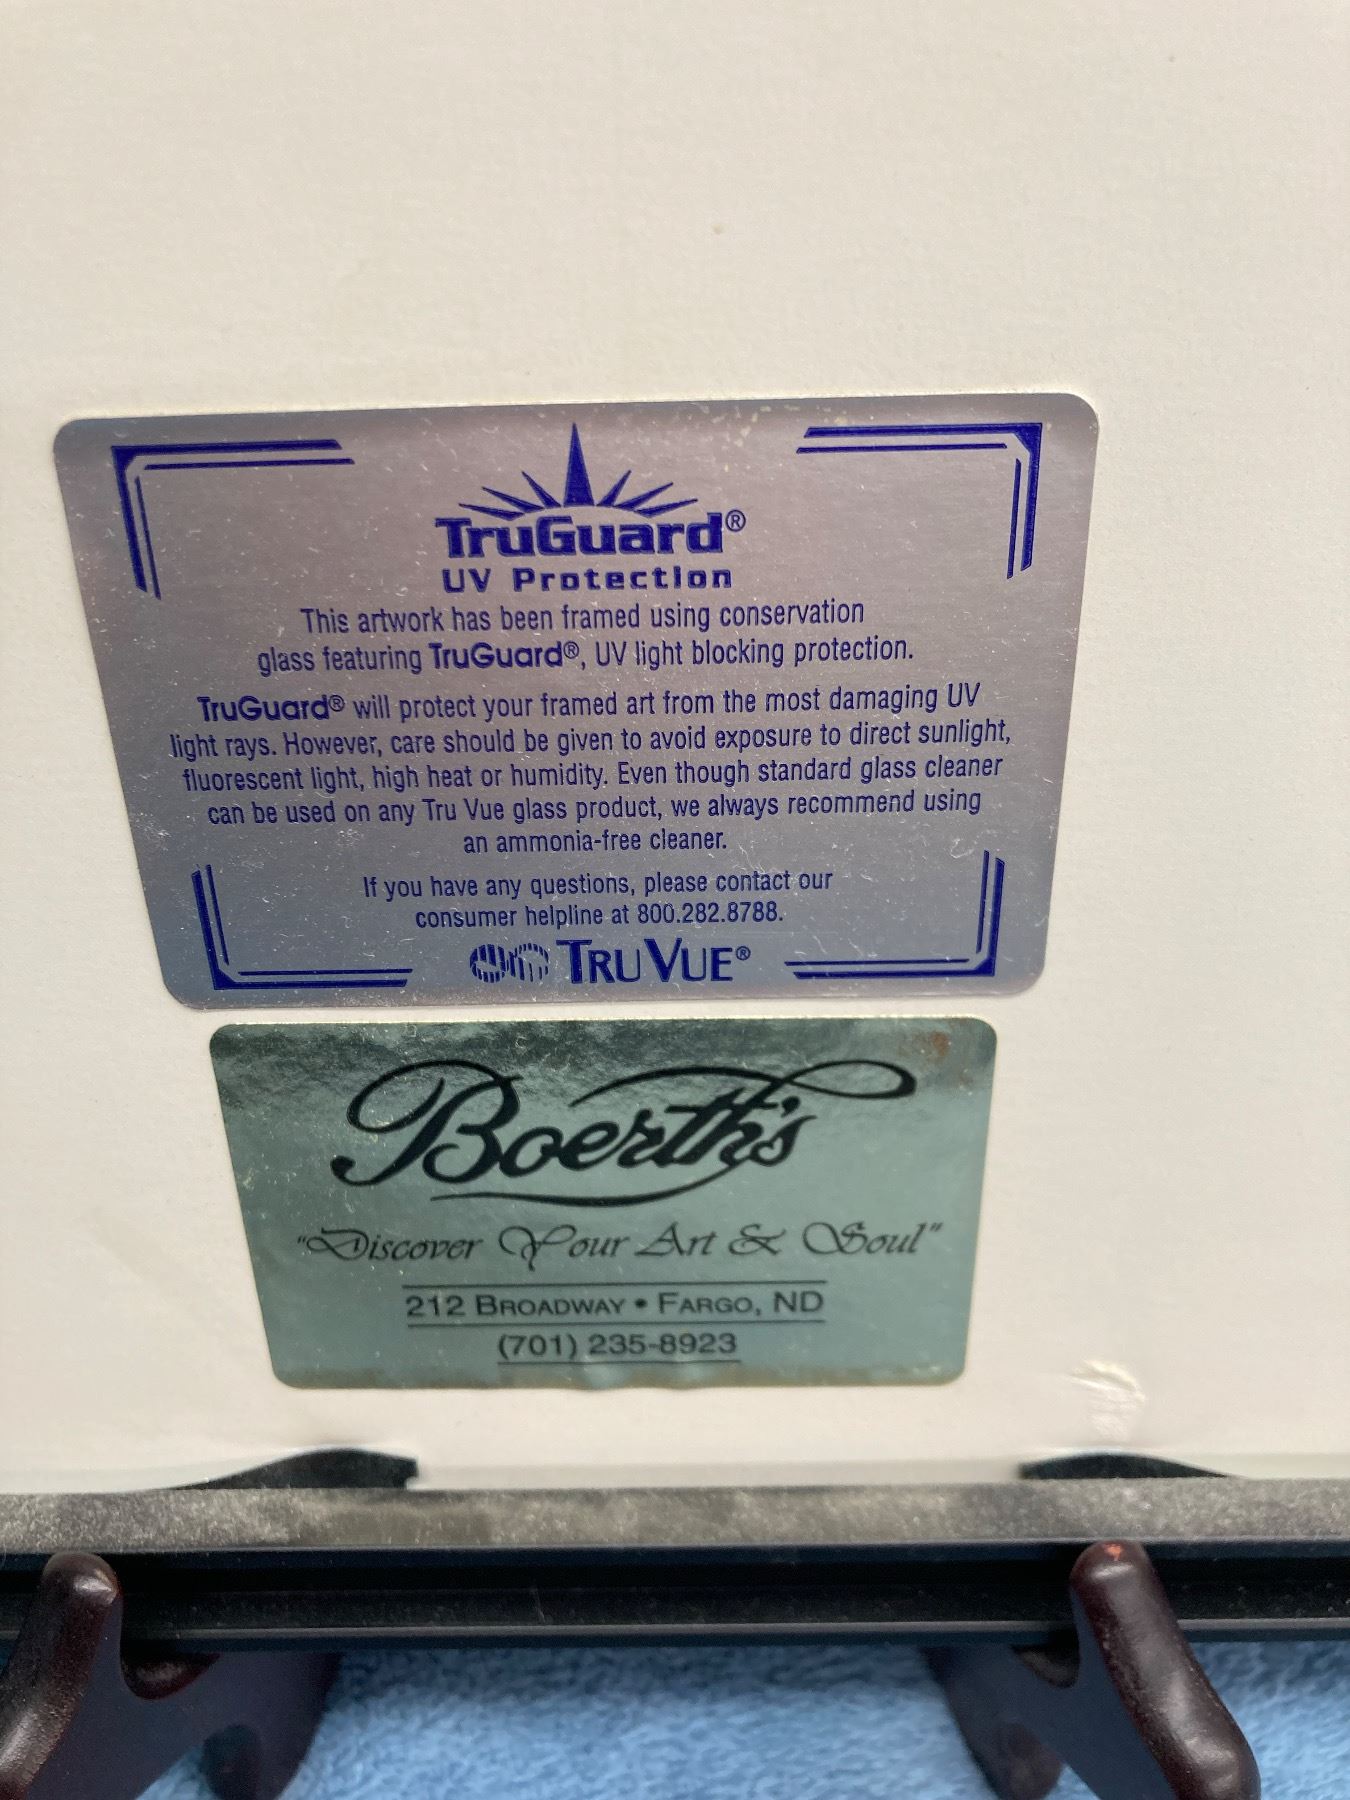 TruGuard®
UV Protection
This artwork has been framed using conservation
glass featuring TruGuard®, UV light blocking protection.
TruGuard® will protect your framed art from the most damaging UV
light rays. However, care should be given to avoid exposure to direct sunlight,
fluorescent light, high heat or humidity. Even though standard glass cleaner
can be used on any Tru Vue glass product, we always recommend using
an ammonia-free cleaner.
If you have any questions, please contact our
consumer helpline at 800.282.8788.
TRU VUE®
Boerth's
"Discover Your Art & Soul"
212 BROADWAY • FARGO, ND
(701) 235-8923